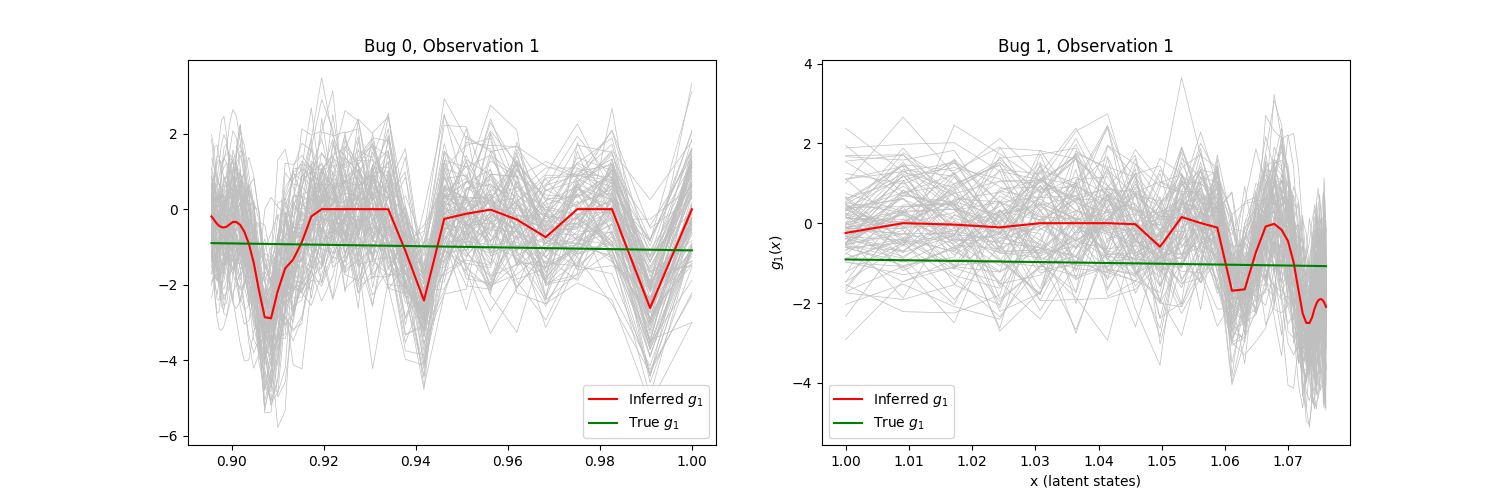 Bug 0, Observation 1
2
0
−2
−4
−6
0.90 0.92 0.94 0.96 0.98 1.00
Inferred g₁
True g₁
Bug 1, Observation 1
4
2
0
−2
−4
g₁(x)
1.00 1.01 1.02 1.03 1.04 1.05 1.06 1.07
x (latent states)
Inferred g₁
True g₁